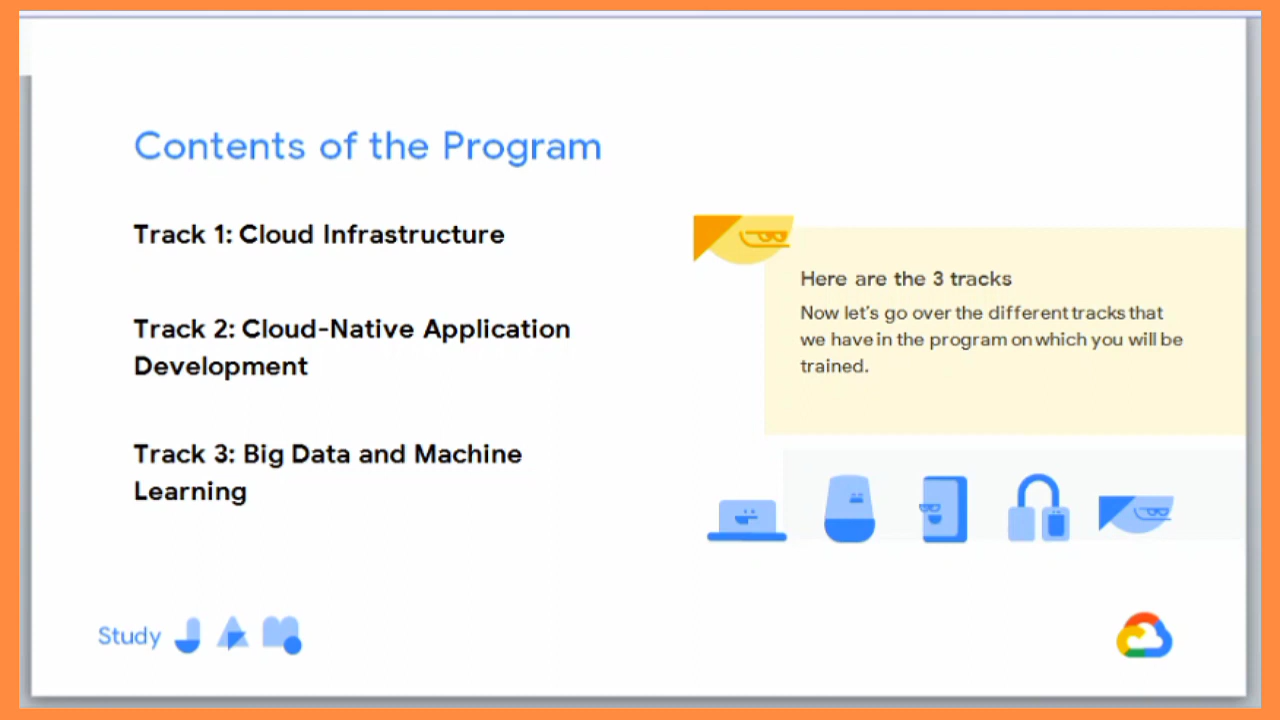 Contents of the Program
Track 1: Cloud Infrastructure
Track 2: Cloud-Native Application
Development
Track 3: Big Data and Machine
Learning
Here are the 3 tracks
Now let's go over the different tracks that
we have in the program on which you will be
trained.
Study JAM